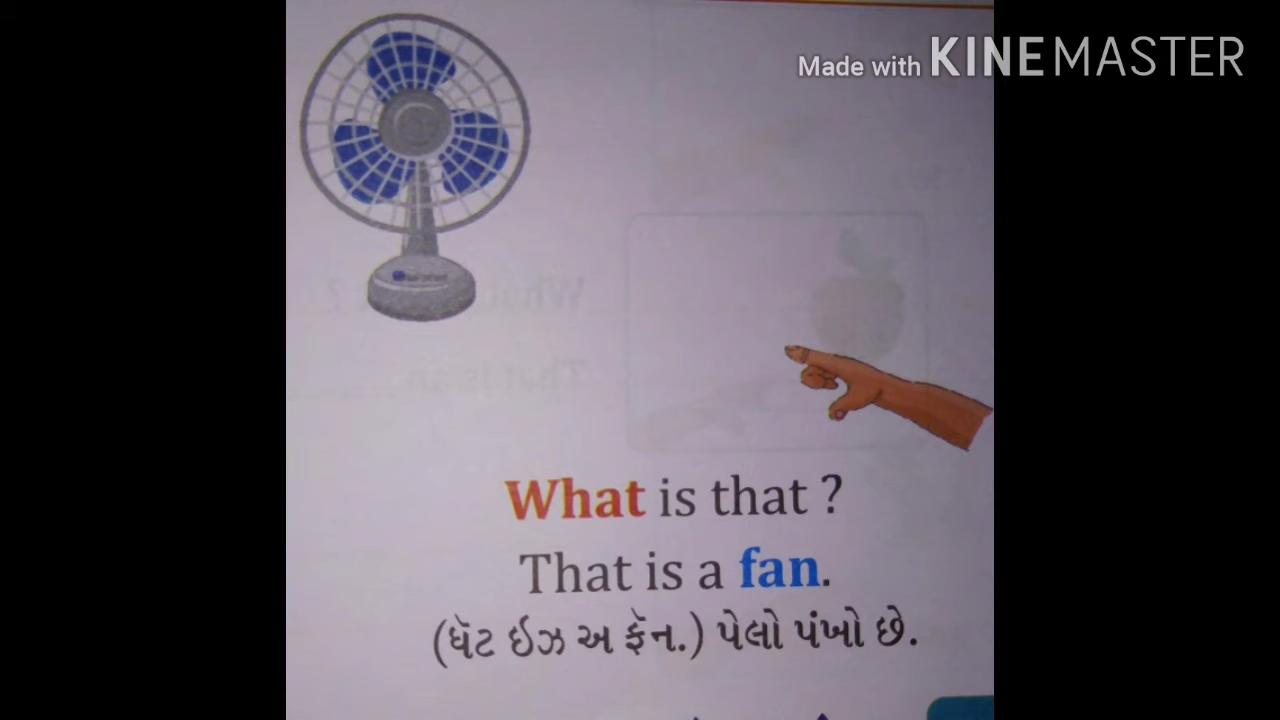 Made with KINEMASTER
What is that ?
That is a fan.
(ધૅટ ઇઝ અ ફૅન.) પેલો પંખો છે.